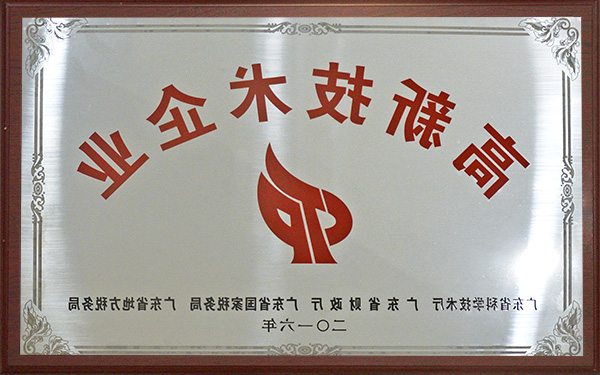 高新技术企业
广东省科学技术厅 广东省财政厅 广东省国家税务局 广东省地方税务局
二〇一六年